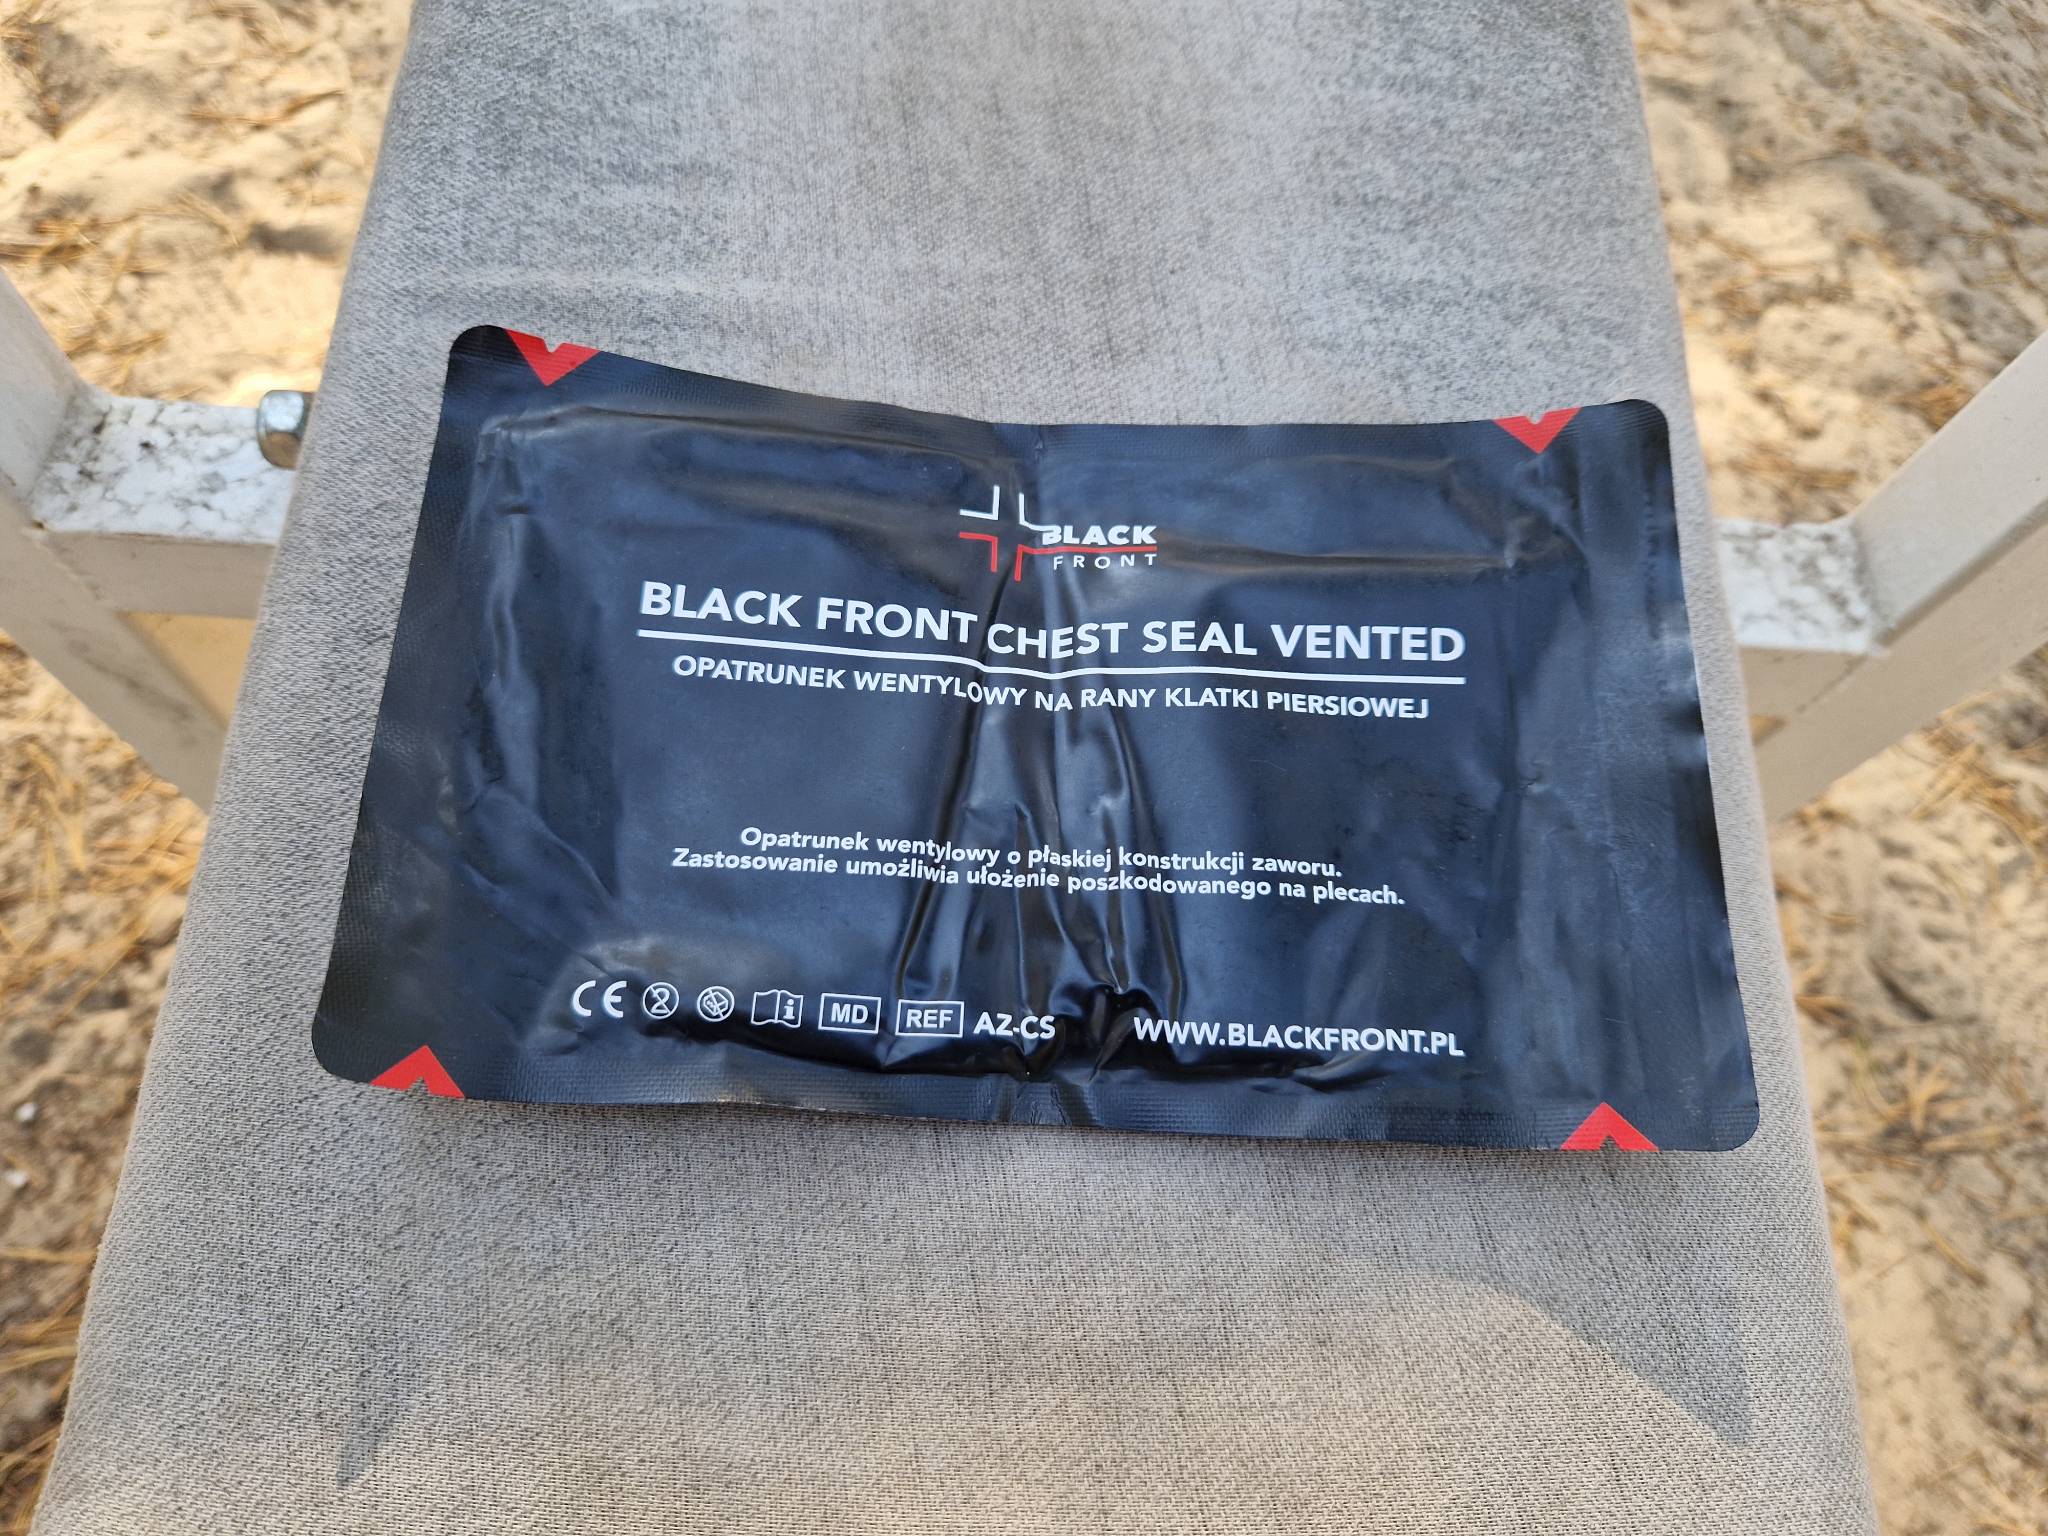 BLACK
FRONT
BLACK FRONT CHEST SEAL VENTED
OPATRUNEK WENTYLOWY NA RANY KLATKI PIERSIOWEJ
Opatrunek wentylowy o płaskiej konstrukcji zaworu.
Zastosowanie umożliwia ułożenie poszkodowanego na plecach.
CE 2 i MD REF AZ-CS WWW.BLACKFRONT.PL